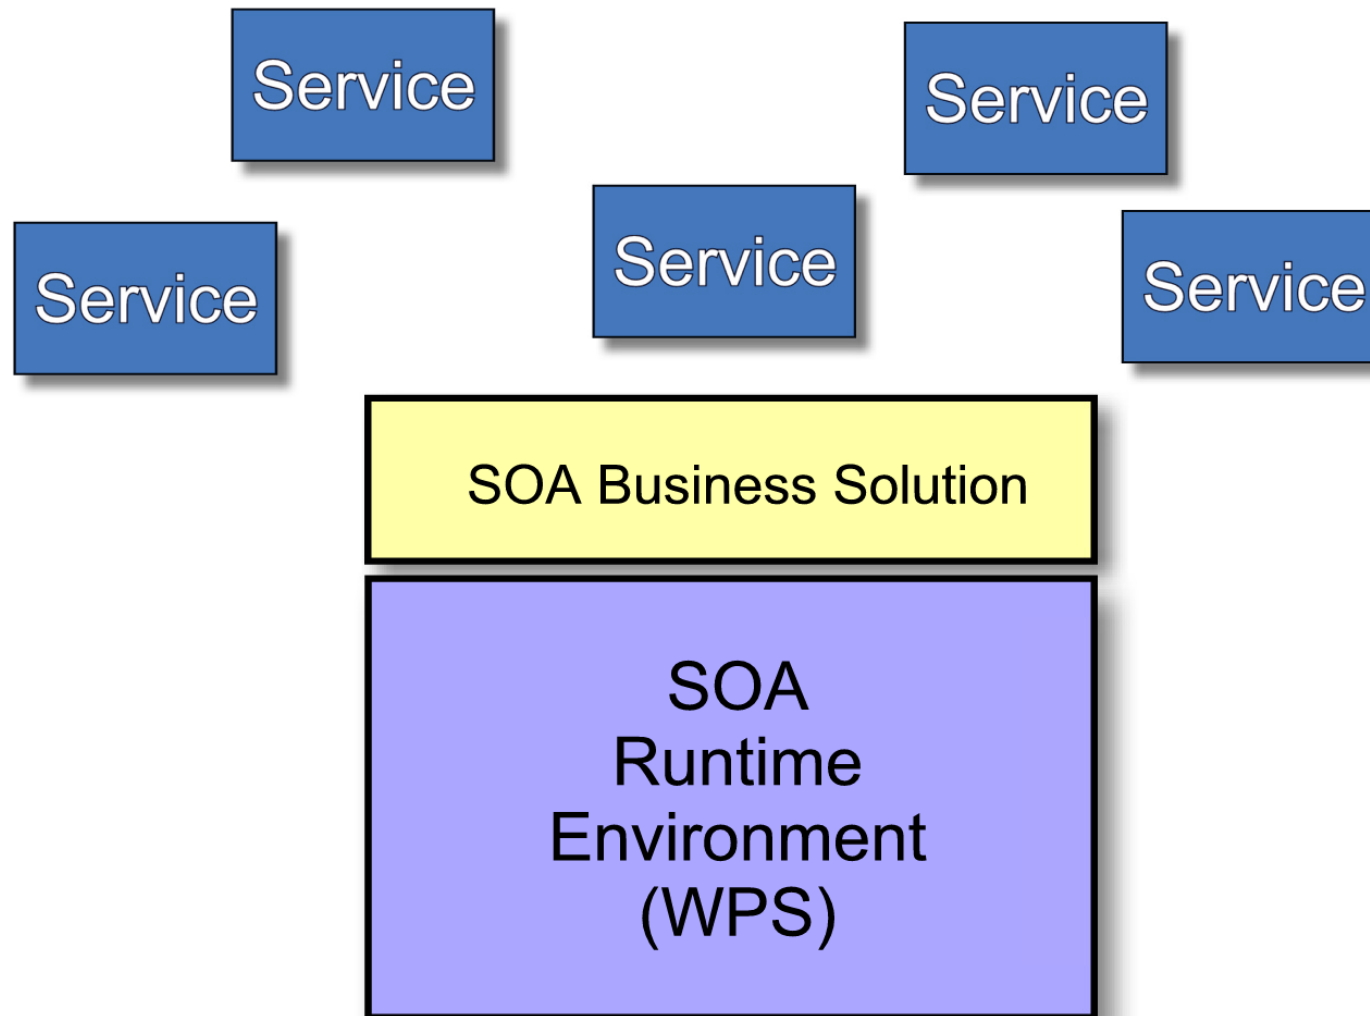 Service
Service
Service
Service
Service
SOA Business Solution
SOA
Runtime
Environment
(WPS)